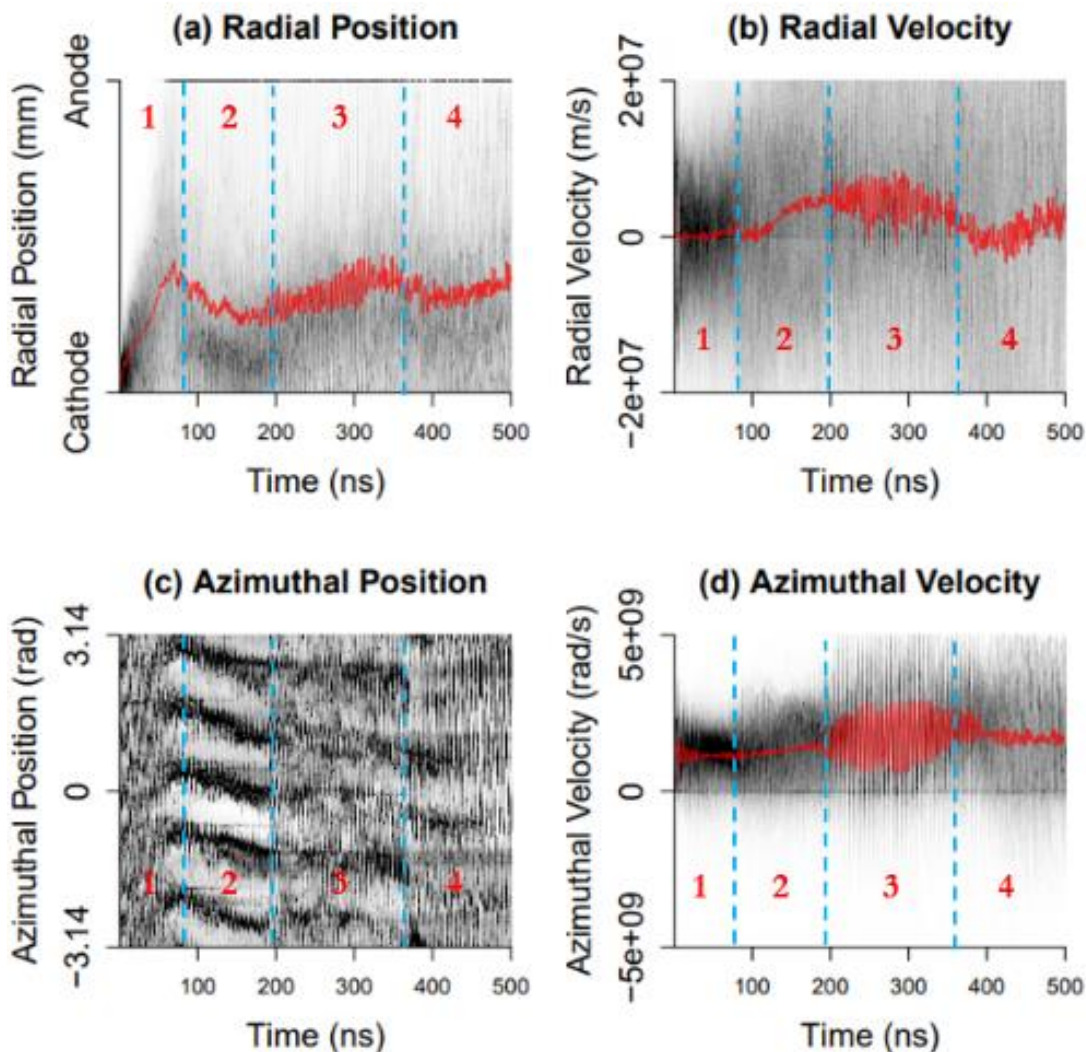 (a) Radial Position
Radial Position (mm)
Anode
Cathode
1 2 3 4
100 200 300 400 500
Time (ns)
(b) Radial Velocity
Radial Velocity (m/s)
2e+07
0
−2e+07
1 2 3 4
100 200 300 400 500
Time (ns)
(c) Azimuthal Position
Azimuthal Position (rad)
3.14
0
−3.14
1 2 3 4
100 200 300 400 500
Time (ns)
(d) Azimuthal Velocity
Azimuthal Velocity (rad/s)
5e+09
0
−5e+09
1 2 3 4
100 200 300 400 500
Time (ns)